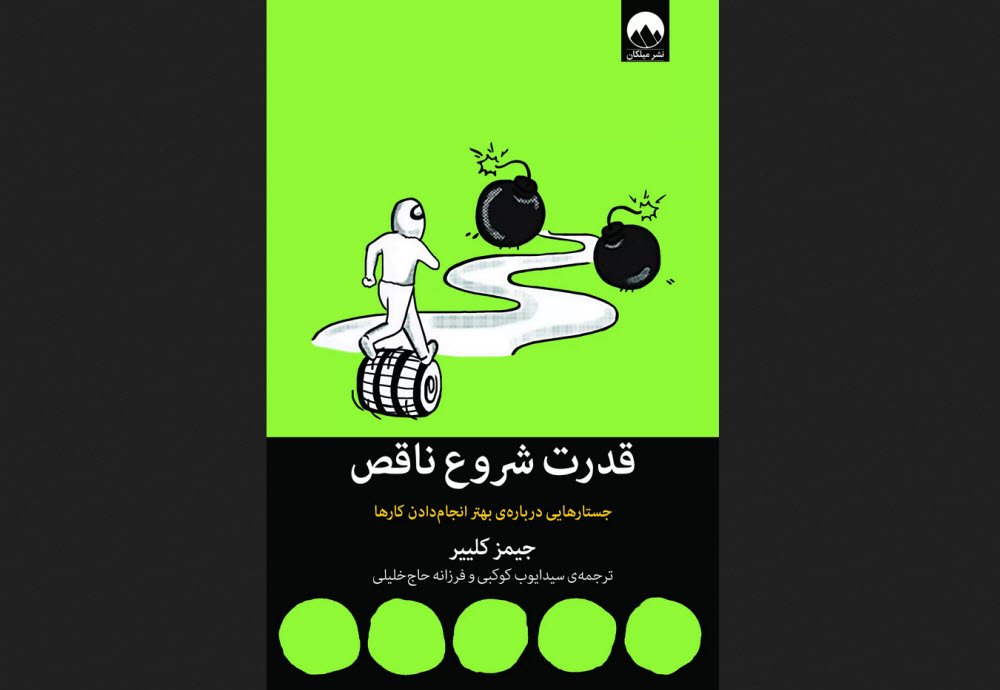 نشر میلکان
قدرت شروع ناقص
جستارهایی درباره‌ی بهتر انجام‌دادن کارها
جیمز کلییر
ترجمه‌ی سیدایوب کوکبی و فرزانه حاج‌خلیلی